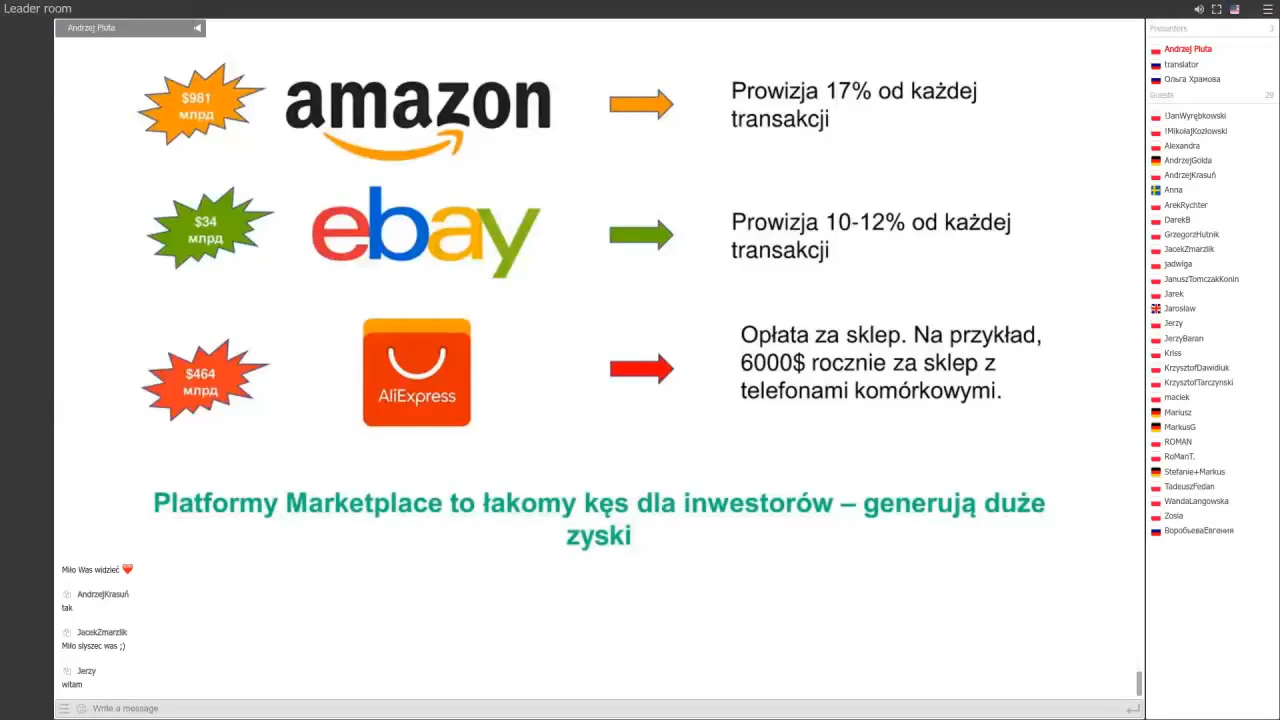 Leader room
Andrzej Pluta
$981
млрд
amazon
Prowizja 17% od każdej
transakcji
$34
млрд
ebay
Prowizja 10-12% od każdej
transakcji
$464
млрд
AliExpress
Opłata za sklep. Na przykład,
6000$ rocznie za sklep z
telefonami komórkowymi.
Platformy Marketplace to łakomy kęs dla inwestorów – generują duże
zyski
Miło Was widzieć
AndrzejKrasuń
tak
JacekZmarzlik
Miło slyszec was ;)
Jerzy
witam
Write a message
Presenters 3
Andrzej Pluta
translator
Ольга Храмова
Guests 29
!JanWyrębkowski
!MikołajKozłowski
Alexandra
AndrzejGołda
AndrzejKrasuń
Anna
ArekRychter
DarekB
GrzegorzHutnik
JacekZmarzlik
jadwiga
JanuszTomczakKonin
Jarek
Jarosław
Jerzy
JerzyBaran
Kriss
KrzysztofDawidiuk
KrzysztofTarczynski
maciek
Mariusz
MarkusG
ROMAN
RoManT.
Stefanie+Markus
TadeuszFedan
WandaLangowska
Zosia
ВоробьеваЕвгения